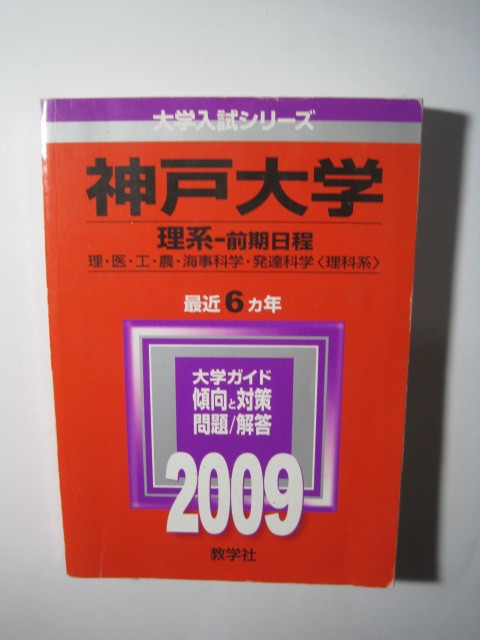 大学入試シリーズ
神戸大学
理系-前期日程
理・医・工・農・海事科学・発達科学〈理科系〉
最近6ヵ年
大学ガイド
傾向と対策
問題/解答
2009
教学社